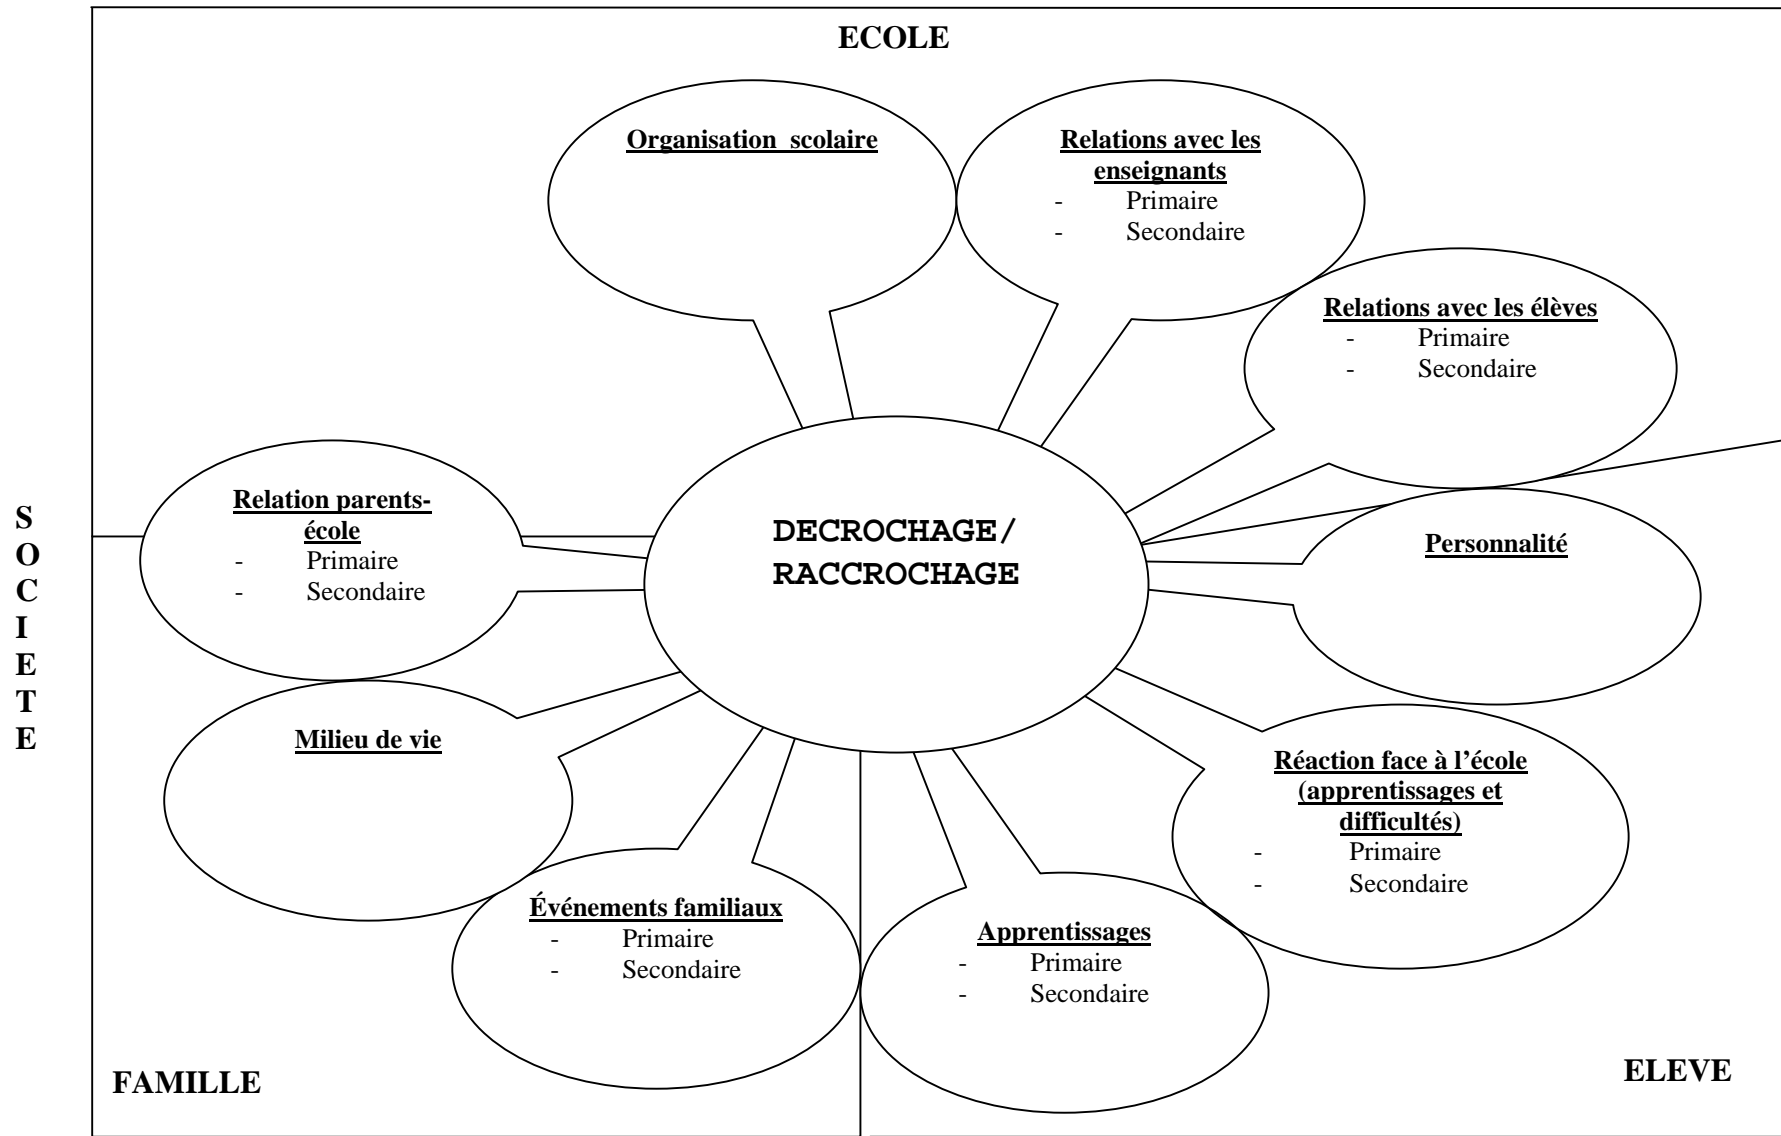 ECOLE
Organisation scolaire
Relations avec les
enseignants
- Primaire
- Secondaire
Relations avec les élèves
- Primaire
- Secondaire
S
O
C
I
E
T
E
Relation parents-
école
- Primaire
- Secondaire
DECROCHAGE/
RACCROCHAGE
Personnalité
Milieu de vie
Réaction face à l'école
(apprentissages et
difficultés)
- Primaire
- Secondaire
Événements familiaux
- Primaire
- Secondaire
Apprentissages
- Primaire
- Secondaire
FAMILLE
ELEVE